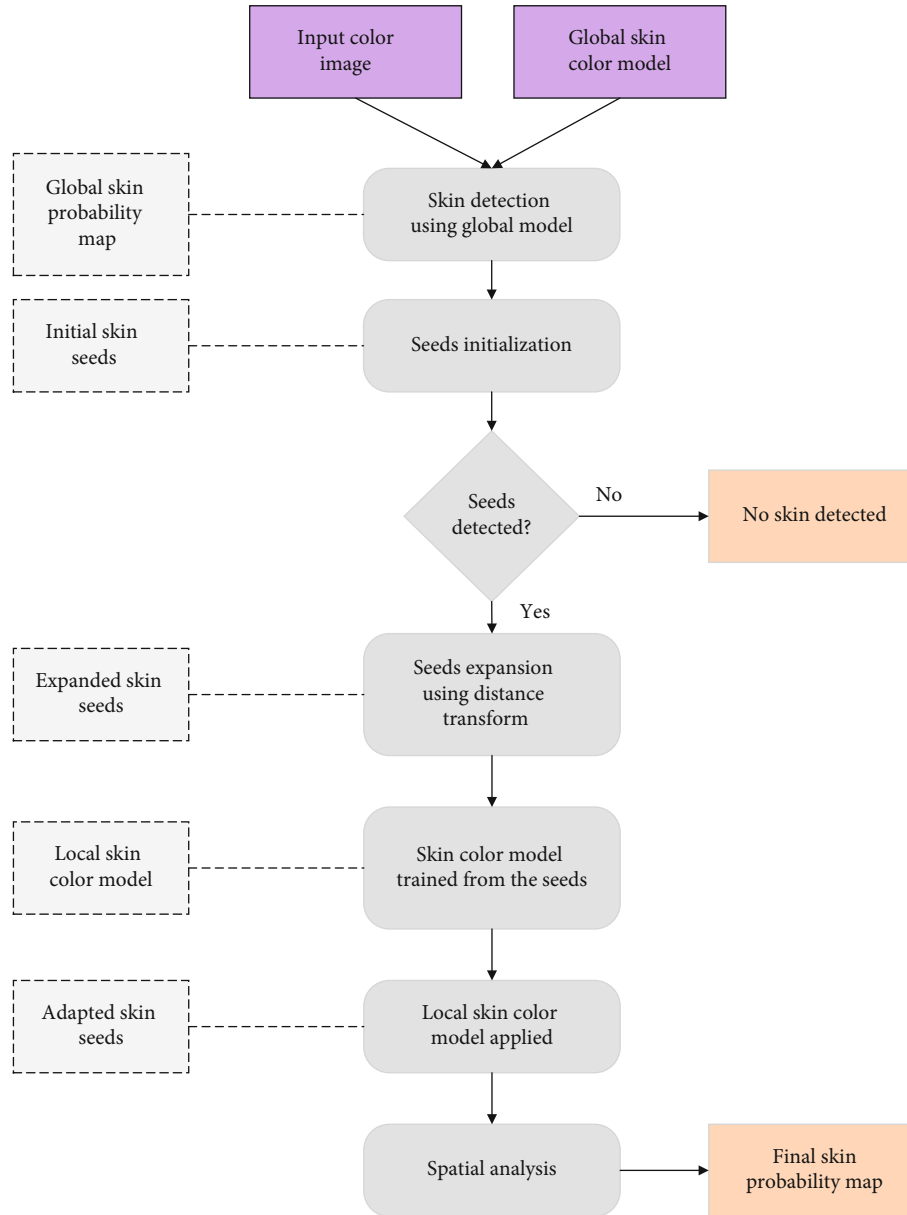 Input color
image
Global skin
color model
Global skin
probability
map
Skin detection
using global model
Initial skin
seeds
Seeds initialization
Seeds
detected?
No
No skin detected
Yes
Expanded skin
seeds
Seeds expansion
using distance
transform
Local skin
color model
Skin color model
trained from the seeds
Adapted skin
seeds
Local skin color
model applied
Spatial analysis
Final skin
probability map